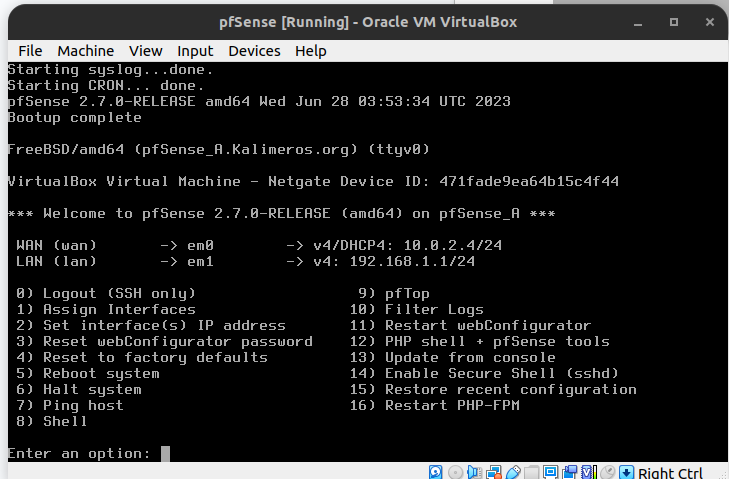 pfSense [Running] - Oracle VM VirtualBox
File Machine View Input Devices Help
Starting syslog...done.
Starting CRON... done.
pfSense 2.7.0-RELEASE amd64 Wed Jun 28 03:53:34 UTC 2023
Bootup complete
FreeBSD/amd64 (pfSense_A.Kalimeros.org) (ttyv0)
VirtualBox Virtual Machine - Netgate Device ID: 471fade9ea64b15c4f44
*** Welcome to pfSense 2.7.0-RELEASE (amd64) on pfSense_A ***
WAN (wan) -> em0 -> v4/DHCP4: 10.0.2.4/24
LAN (lan) -> em1 -> v4: 192.168.1.1/24
0) Logout (SSH only) 9) pfTop
1) Assign Interfaces 10) Filter Logs
2) Set interface(s) IP address 11) Restart webConfigurator
3) Reset webConfigurator password 12) PHP shell + pfSense tools
4) Reset to factory defaults 13) Update from console
5) Reboot system 14) Enable Secure Shell (sshd)
6) Halt system 15) Restore recent configuration
7) Ping host 16) Restart PHP-FPM
8) Shell
Enter an option:
Right Ctrl